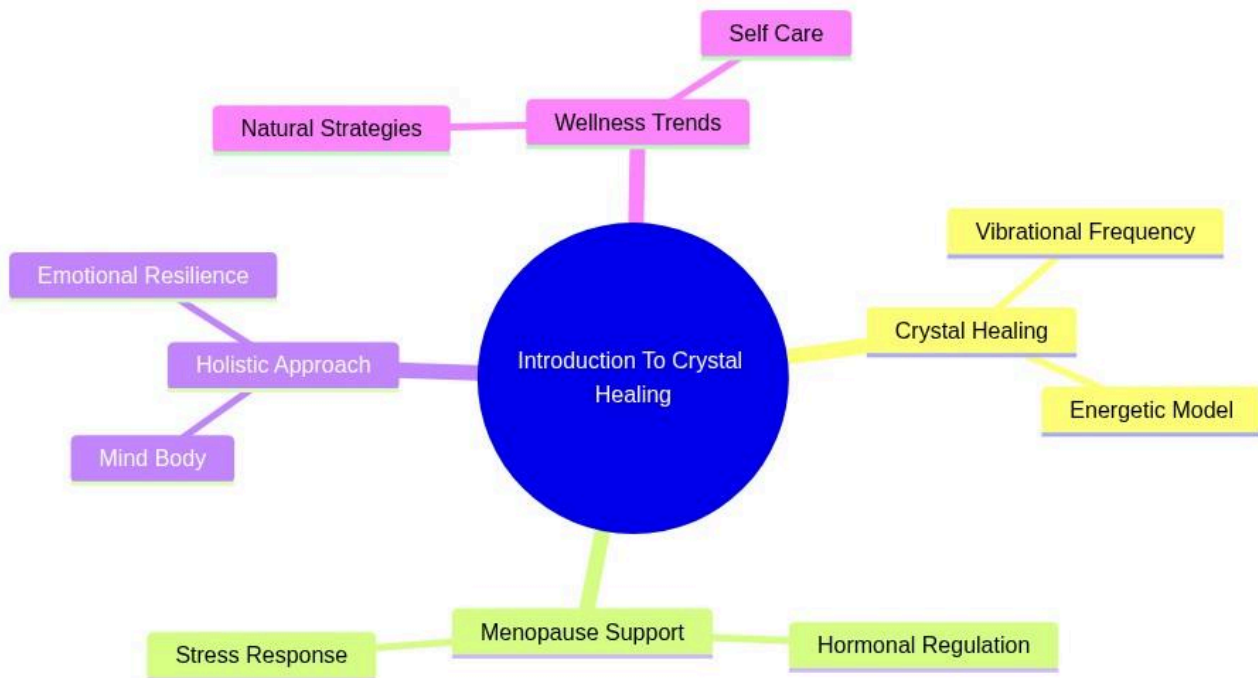 Self Care
Wellness Trends
Natural Strategies
Vibrational Frequency
Emotional Resilience
Crystal Healing
Holistic Approach
Introduction To Crystal
Healing
Energetic Model
Mind Body
Menopause Support
Hormonal Regulation
Stress Response